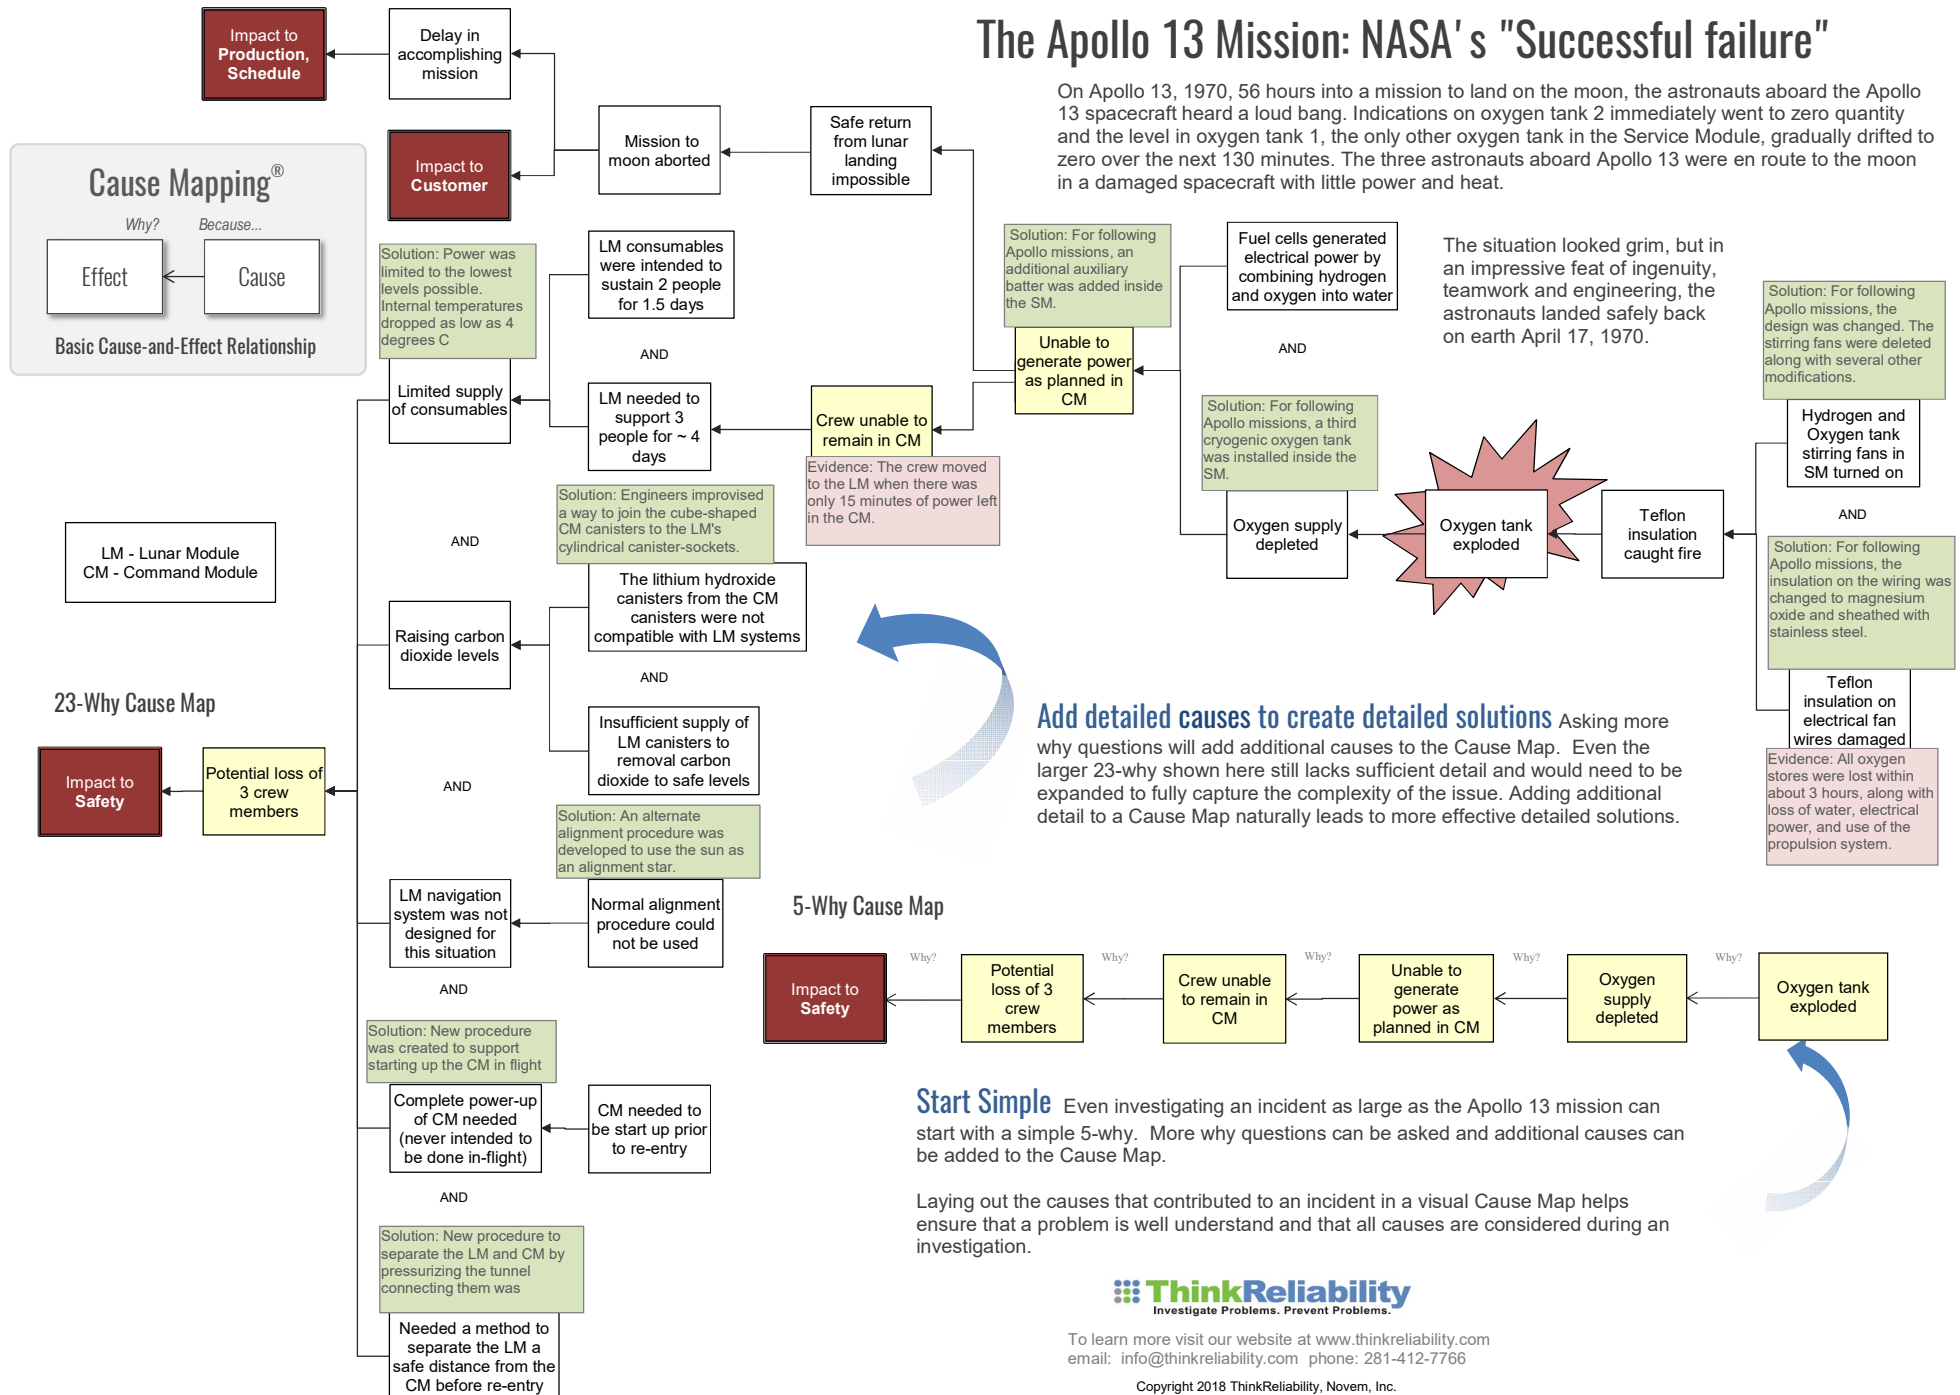 The Apollo 13 Mission: NASA's "Successful failure"
On Apollo 13, 1970, 56 hours into a mission to land on the moon, the astronauts aboard the Apollo
13 spacecraft heard a loud bang. Indications on oxygen tank 2 immediately went to zero quantity
and the level in oxygen tank 1, the only other oxygen tank in the Service Module, gradually drifted to
zero over the next 130 minutes. The three astronauts aboard Apollo 13 were en route to the moon
in a damaged spacecraft with little power and heat.
The situation looked grim, but in
an impressive feat of ingenuity,
teamwork and engineering, the
astronauts landed safely back
on earth April 17, 1970.
Impact to
Production,
Schedule
Delay in
accomplishing
mission
Impact to
Customer
Mission to
moon aborted
Safe return
from lunar
landing
impossible
Cause Mapping®
Why?
Because...
Effect
Cause
Basic Cause-and-Effect Relationship
Solution: Power was
limited to the lowest
levels possible.
Internal temperatures
dropped as low as 4
degrees C
Limited supply
of consumables
LM consumables
were intended to
sustain 2 people
for 1.5 days
AND
LM needed to
support 3
people for ~ 4
days
Crew unable to
remain in CM
Evidence: The crew moved
to the LM when there was
only 15 minutes of power left
in the CM.
Solution: For following
Apollo missions, an
additional auxiliary
batter was added inside
the SM.
Unable to
generate power
as planned in
CM
Fuel cells generated
electrical power by
combining hydrogen
and oxygen into water
AND
Solution: For following
Apollo missions, a third
cryogenic oxygen tank
was installed inside the
SM.
Oxygen supply
depleted
Oxygen tank
exploded
Teflon
insulation
caught fire
Solution: For following
Apollo missions, the
design was changed. The
stirring fans were deleted
along with several other
modifications.
Hydrogen and
Oxygen tank
stirring fans in
SM turned on
AND
Solution: For following
Apollo missions, the
insulation on the wiring was
changed to magnesium
oxide and sheathed with
stainless steel.
Teflon
insulation on
electrical fan
wires damaged
Evidence: All oxygen
stores were lost within
about 3 hours, along with
loss of water, electrical
power, and use of the
propulsion system.
LM - Lunar Module
CM - Command Module
AND
Solution: Engineers improvised
a way to join the cube-shaped
CM canisters to the LM's
cylindrical canister-sockets.
The lithium hydroxide
canisters from the CM
canisters were not
compatible with LM systems
Raising carbon
dioxide levels
AND
Insufficient supply of
LM canisters to
removal carbon
dioxide to safe levels
23-Why Cause Map
Impact to
Safety
Potential loss of
3 crew
members
AND
Solution: An alternate
alignment procedure was
developed to use the sun as
an alignment star.
LM navigation
system was not
designed for
this situation
Normal alignment
procedure could
not be used
AND
Solution: New procedure
was created to support
starting up the CM in flight
Complete power-up
of CM needed
(never intended to
be done in-flight)
CM needed to
be start up prior
to re-entry
AND
Solution: New procedure to
separate the LM and CM by
pressurizing the tunnel
connecting them was
Needed a method to
separate the LM a
safe distance from the
CM before re-entry
Add detailed causes to create detailed solutions Asking more
why questions will add additional causes to the Cause Map. Even the
larger 23-why shown here still lacks sufficient detail and would need to be
expanded to fully capture the complexity of the issue. Adding additional
detail to a Cause Map naturally leads to more effective detailed solutions.
5-Why Cause Map
Impact to
Safety
Why?
Potential
loss of 3
crew
members
Why?
Crew unable
to remain in
CM
Why?
Unable to
generate
power as
planned in CM
Why?
Oxygen
supply
depleted
Why?
Oxygen tank
exploded
Start Simple Even investigating an incident as large as the Apollo 13 mission can
start with a simple 5-why. More why questions can be asked and additional causes can
be added to the Cause Map.
Laying out the causes that contributed to an incident in a visual Cause Map helps
ensure that a problem is well understand and that all causes are considered during an
investigation.
ThinkReliability
Investigate Problems. Prevent Problems.
To learn more visit our website at www.thinkreliability.com
email: info@thinkreliability.com phone: 281-412-7766
Copyright 2018 ThinkReliability, Novem, Inc.